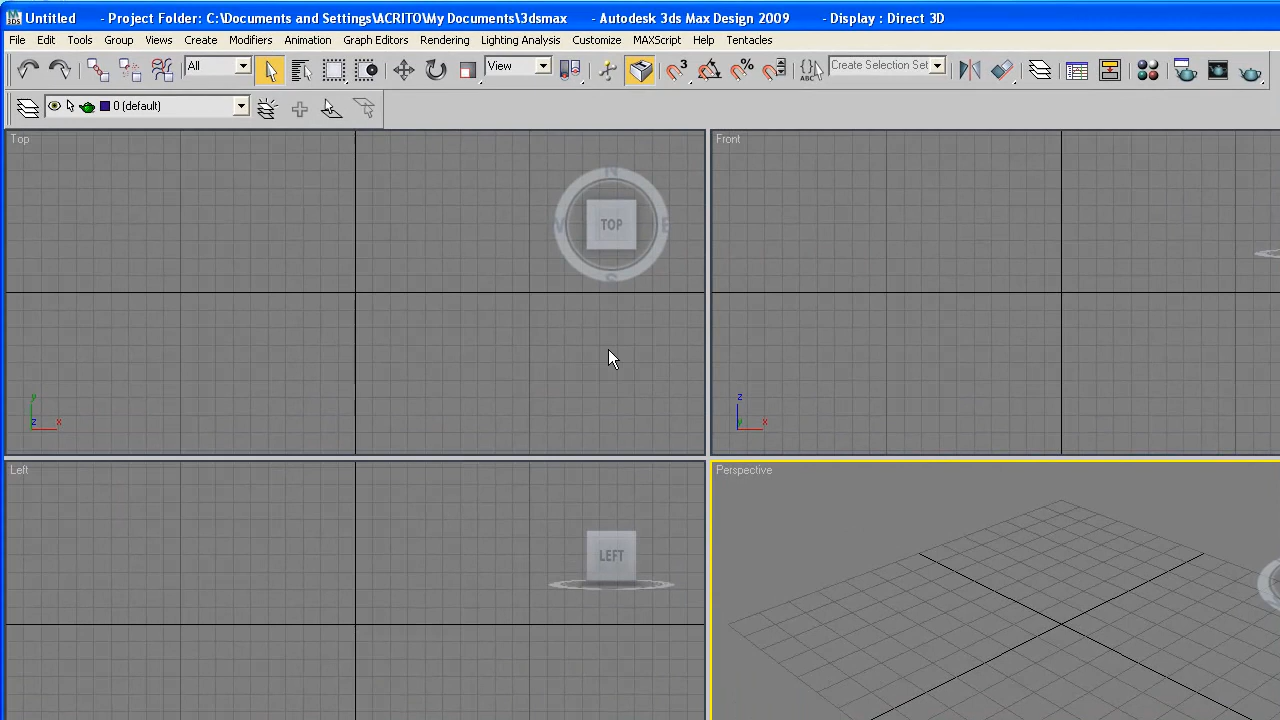 Untitled - Project Folder: C:\Documents and Settings\ACRITO\My Documents\3dsmax - Autodesk 3ds Max Design 2009 - Display : Direct 3D
File Edit Tools Group Views Create Modifiers Animation Graph Editors Rendering Lighting Analysis Customize MAXScript Help Tentacles
All View 3 % ABC Create Selection Set
0 (default)
Top Front
N
W TOP E
S
y z
z x y x
Left Perspective
LEFT